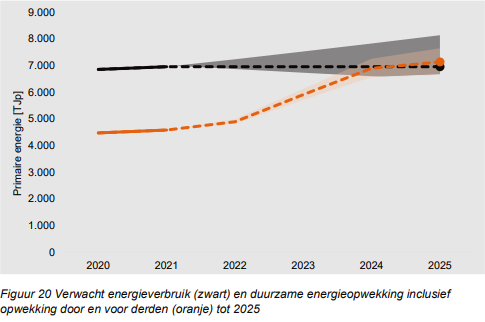 9.000
8.000
7.000
6.000
5.000
4.000
3.000
2.000
1.000
0
Primaire energie [TJp]
2020 2021 2022 2023 2024 2025
Figuur 20 Verwacht energieverbruik (zwart) en duurzame energieopwekking inclusief
opwekking door en voor derden (oranje) tot 2025